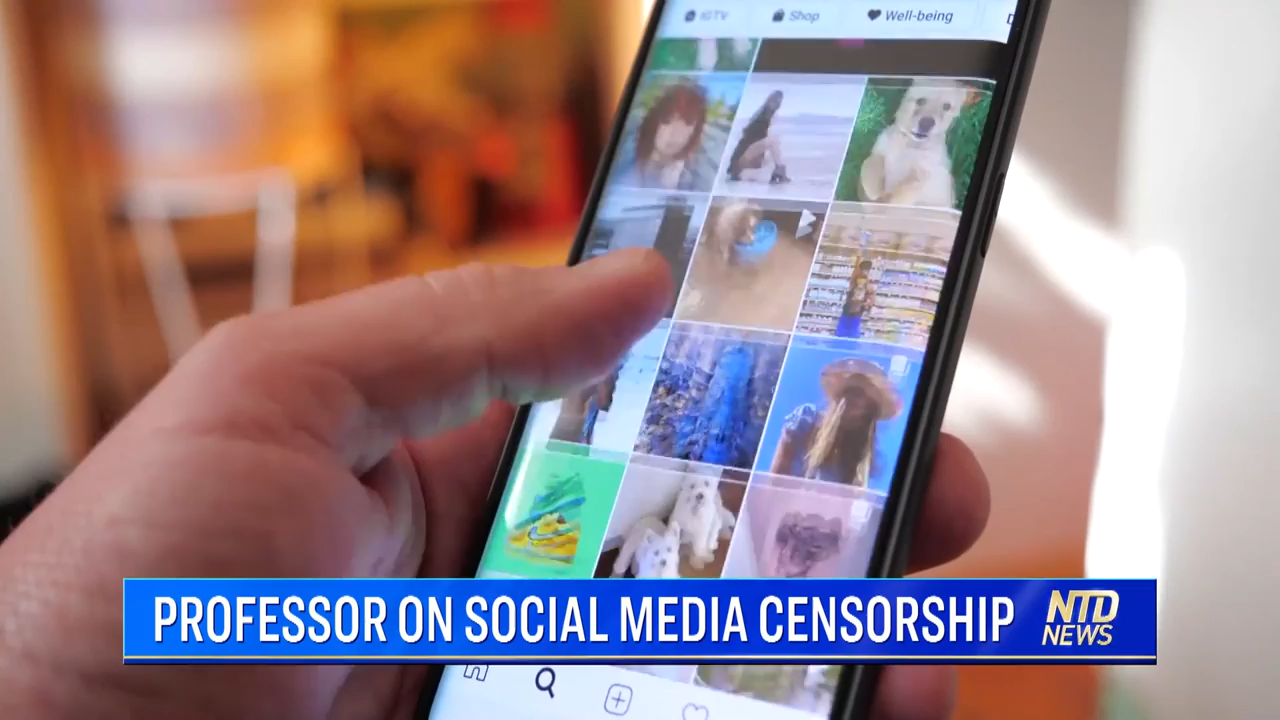 IGTV
Shop
Well-being
PROFESSOR ON SOCIAL MEDIA CENSORSHIP
NTD
NEWS